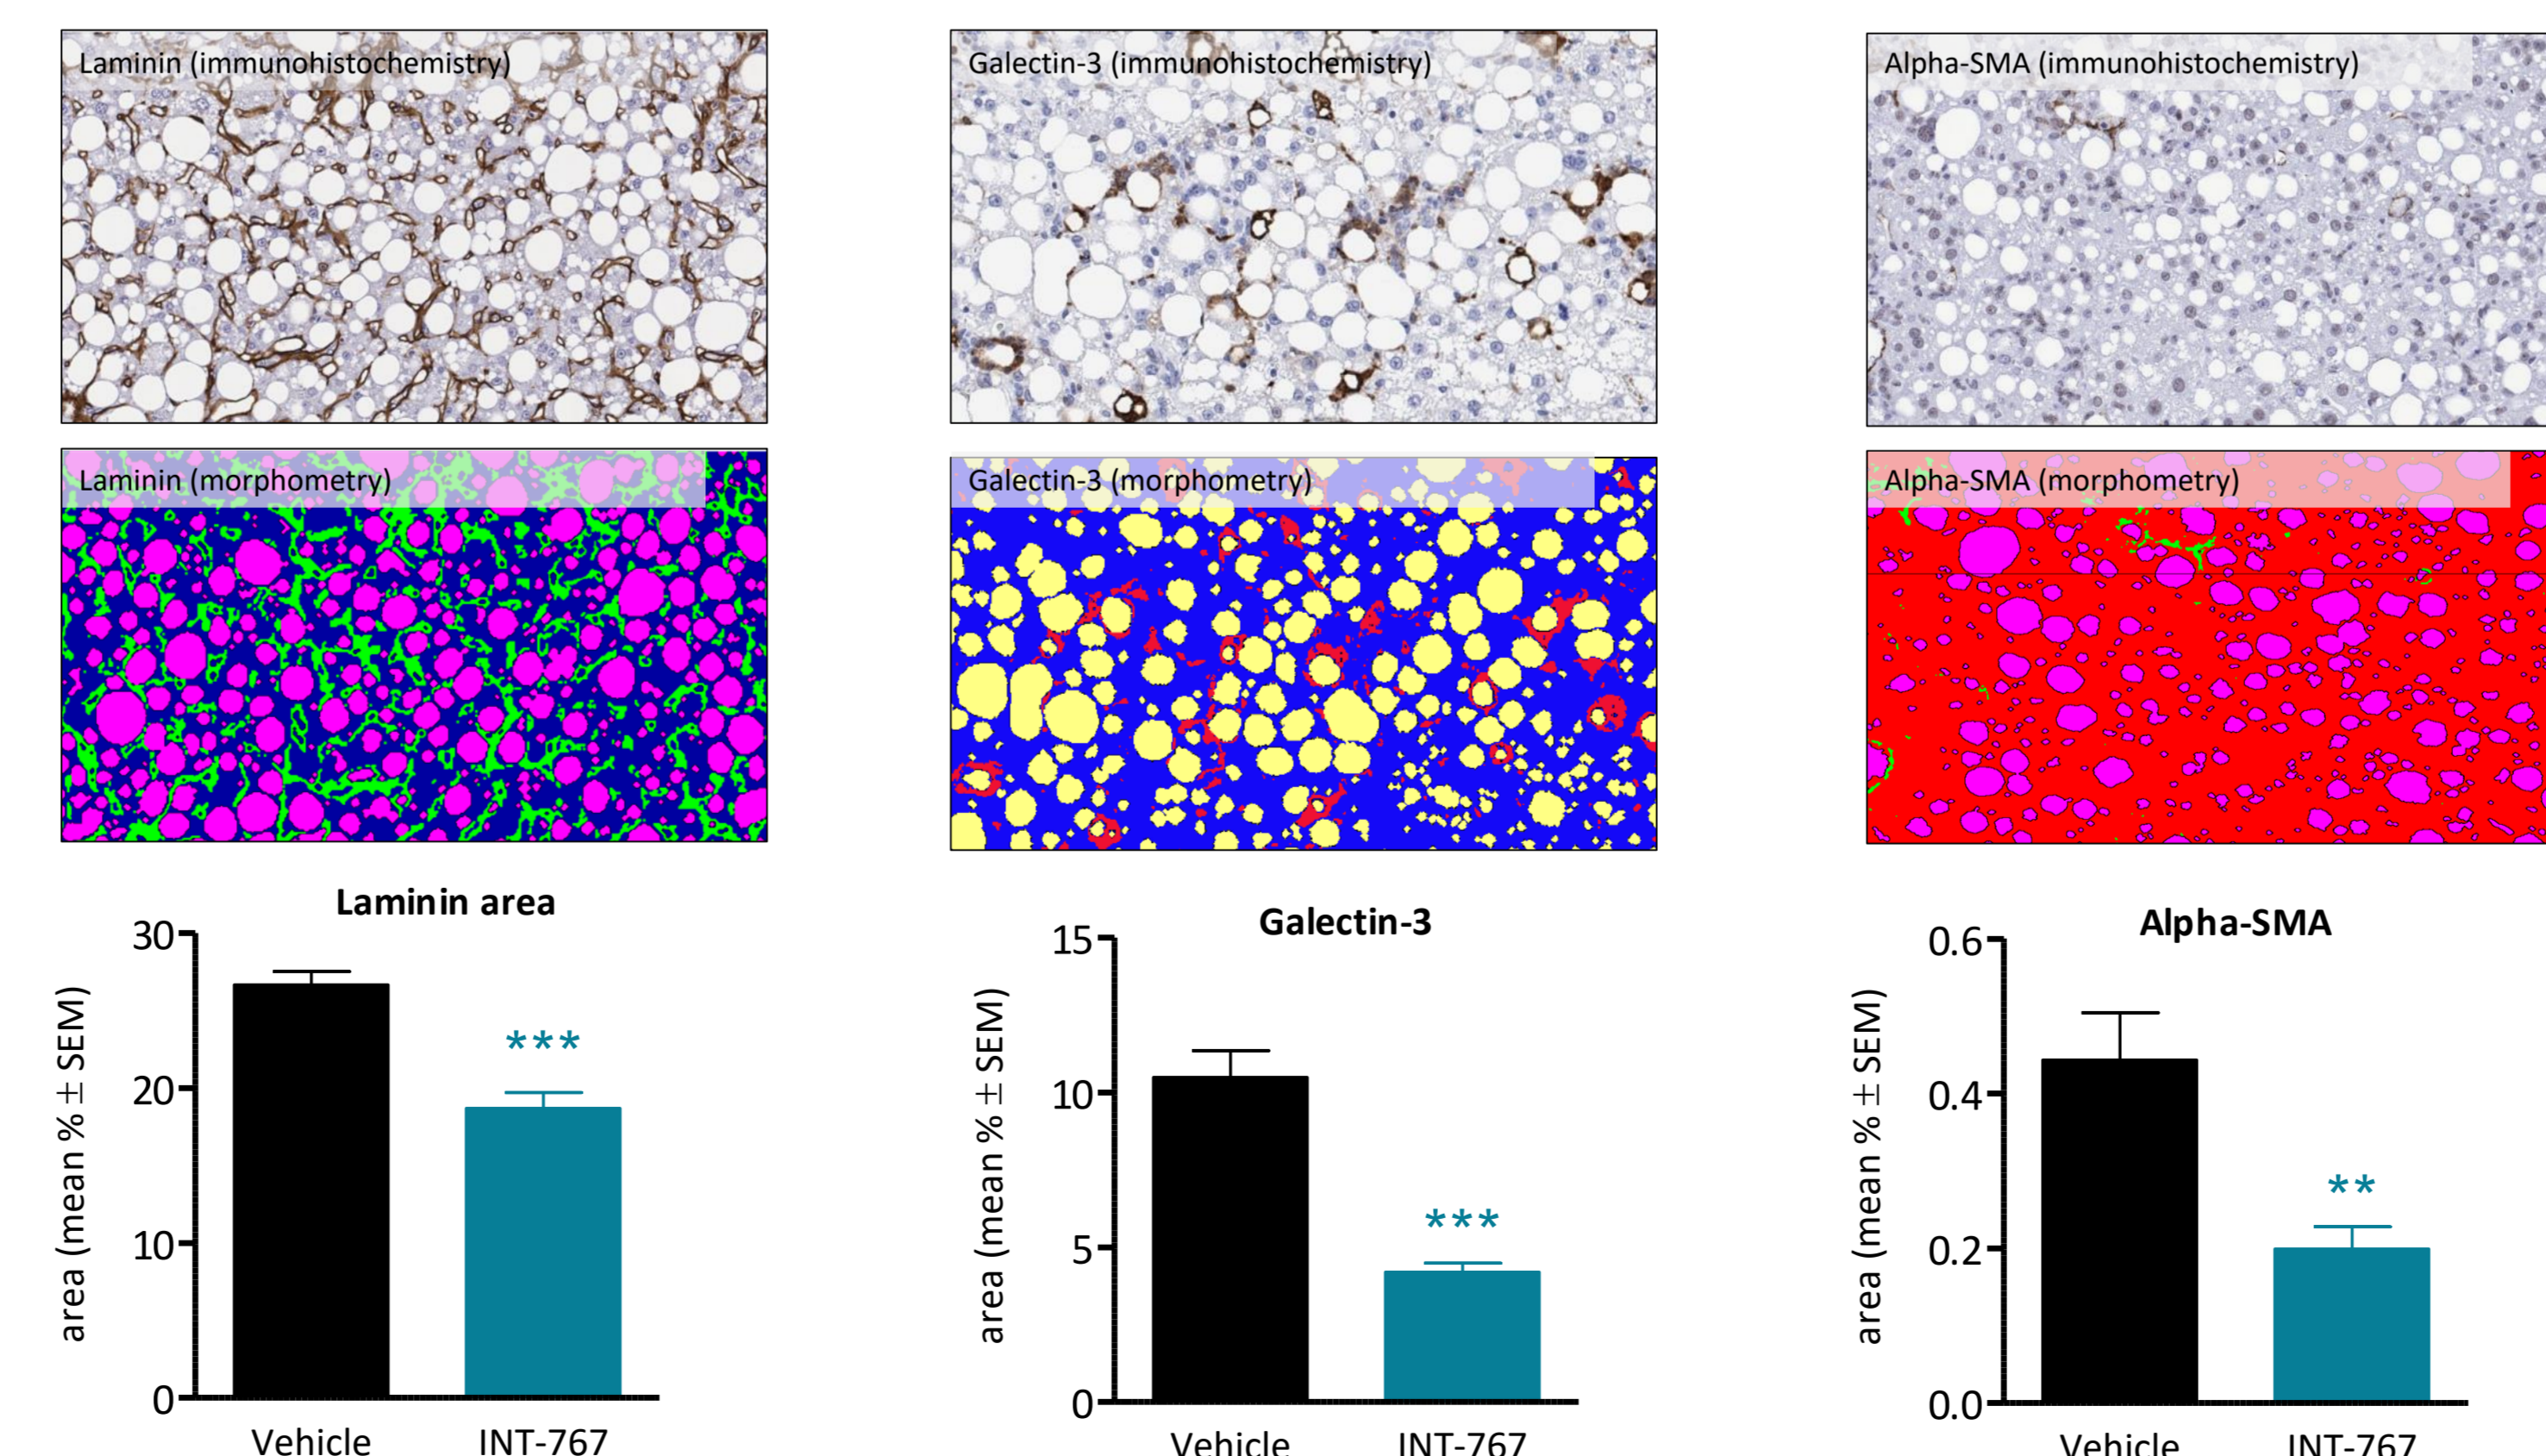 Laminin (immunohistochemistry)
Galectin-3 (immunohistochemistry)
Alpha-SMA (immunohistochemistry)
Laminin (morphometry)
Galectin-3 (morphometry)
Alpha-SMA (morphometry)
Laminin area
30
20
10
0
area (mean % ± SEM)
***
Vehicle
INT-767
Galectin-3
15
10
5
0
area (mean % ± SEM)
***
Vehicle
INT-767
Alpha-SMA
0.6
0.4
0.2
0.0
area (mean % ± SEM)
**
Vehicle
INT-767